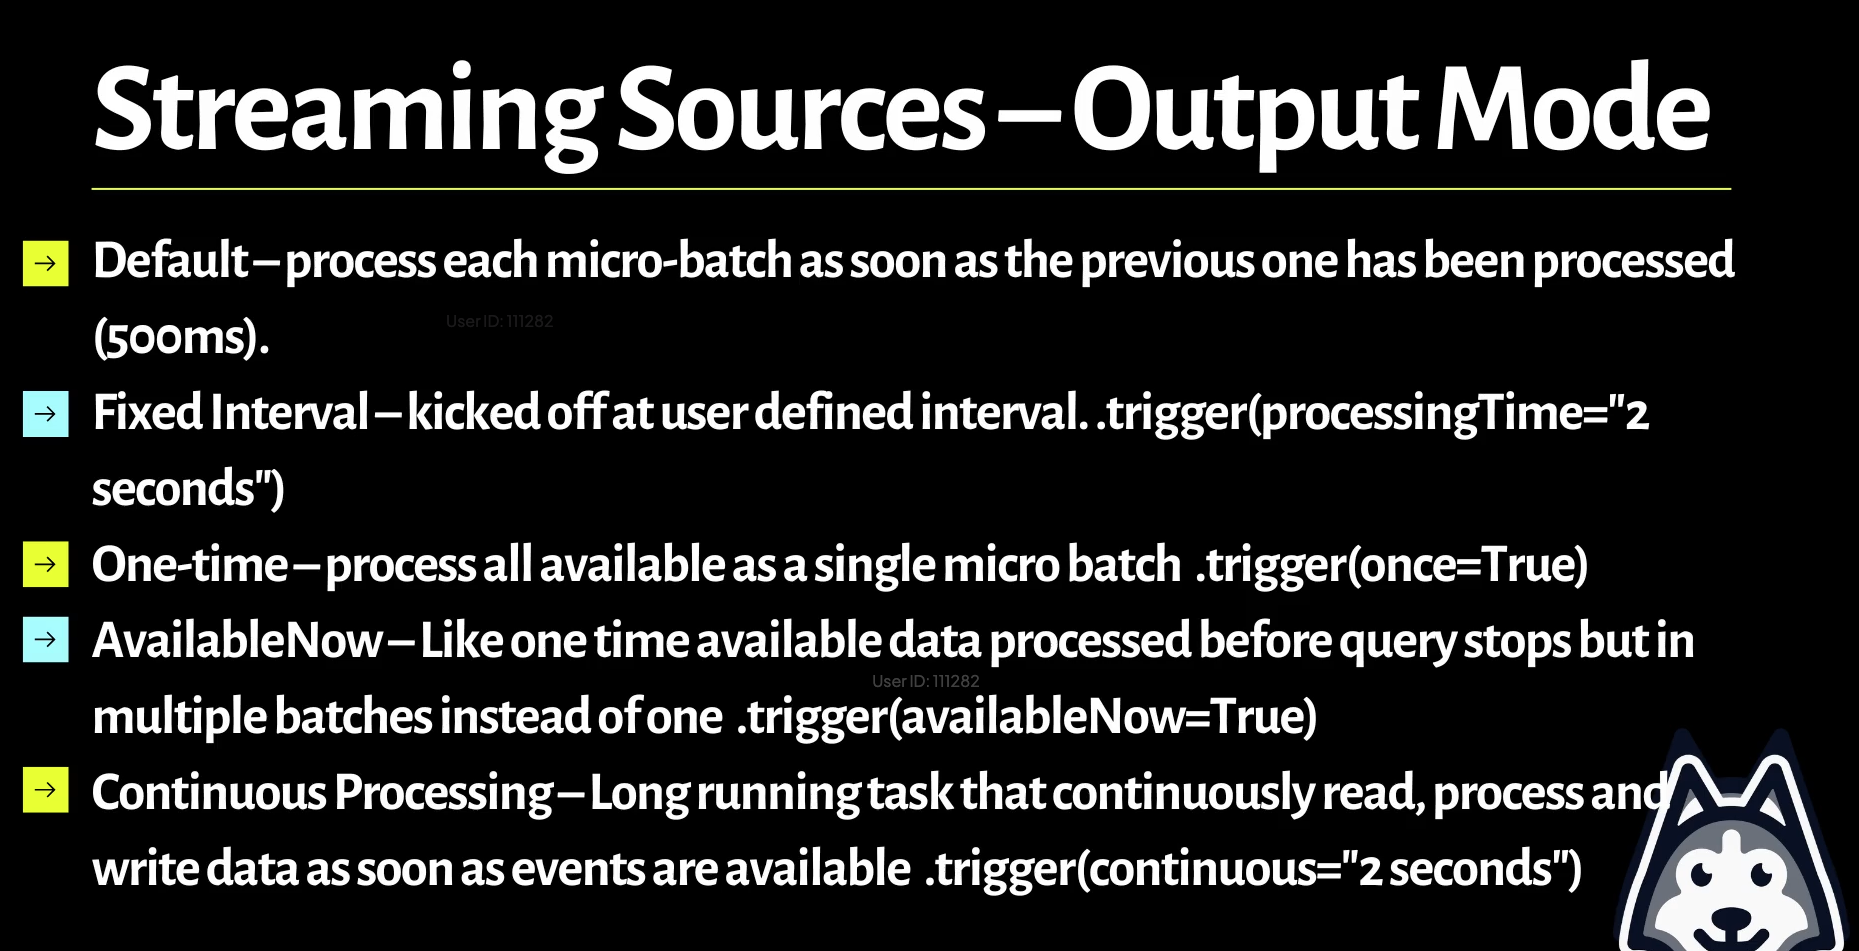 Streaming Sources – Output Mode
Default – process each micro-batch as soon as the previous one has been processed
(500ms).
User ID: 111282
Fixed Interval – kicked off at user defined interval. .trigger(processingTime="2
seconds")
One-time – process all available as a single micro batch .trigger(once=True)
AvailableNow – Like one time available data processed before query stops but in
User ID: 111282
multiple batches instead of one .trigger(availableNow=True)
Continuous Processing – Long running task that continuously read, process and
write data as soon as events are available .trigger(continuous="2 seconds")